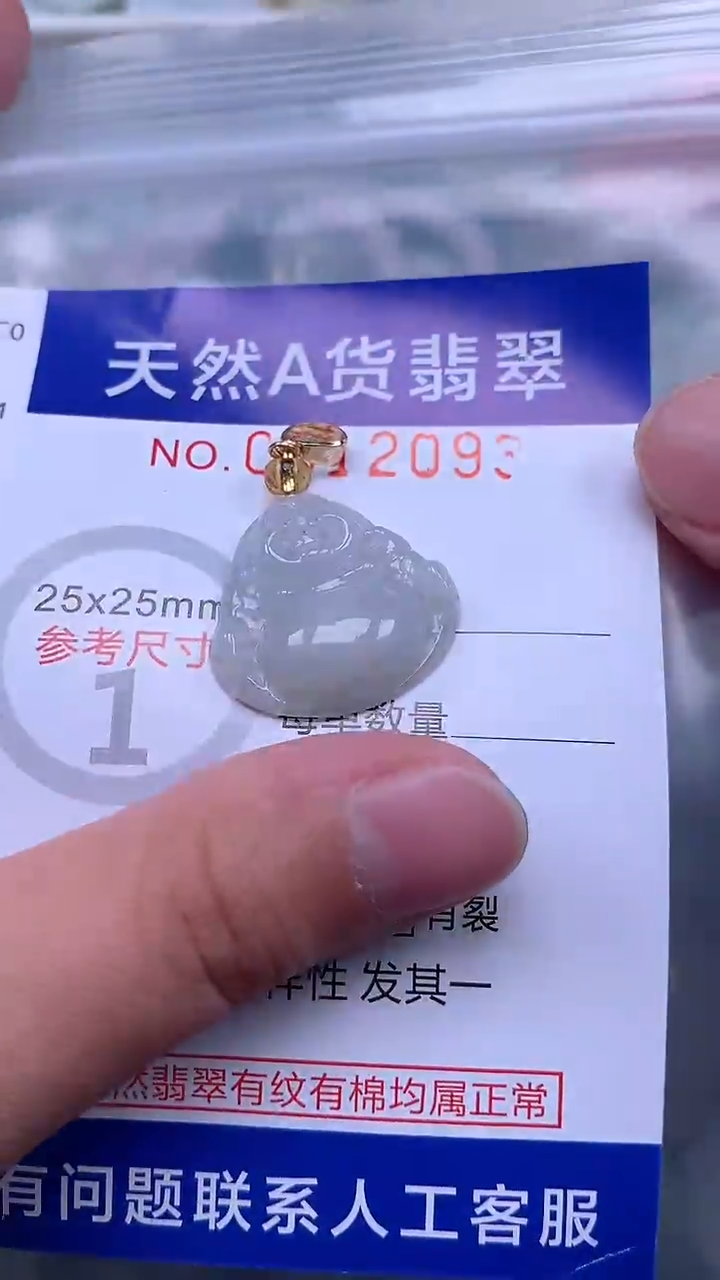 天然A货翡翠
NO. 2093
25x25mm
参考尺寸
1
每单数量
有裂
样性 发其一
然翡翠有纹有棉均属正常
有问题联系人工客服